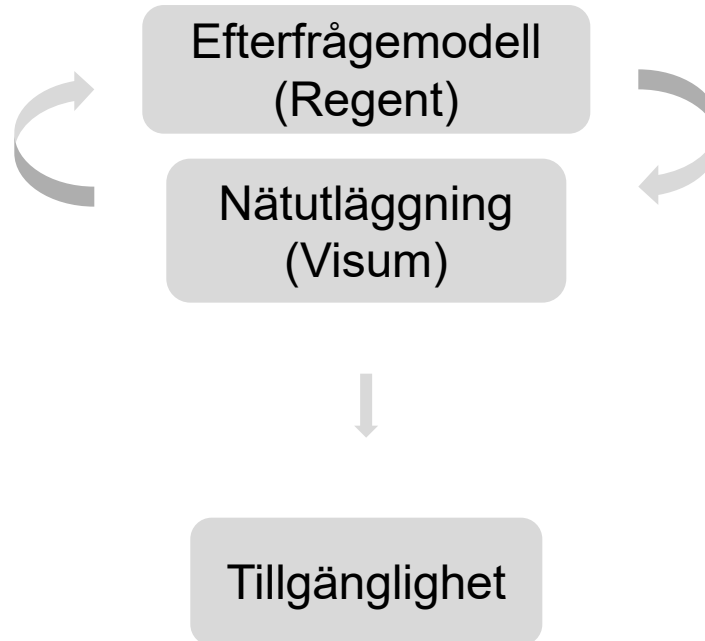 Efterfrågemodell
(Regent)
Nätutläggning
(Visum)
Tillgänglighet